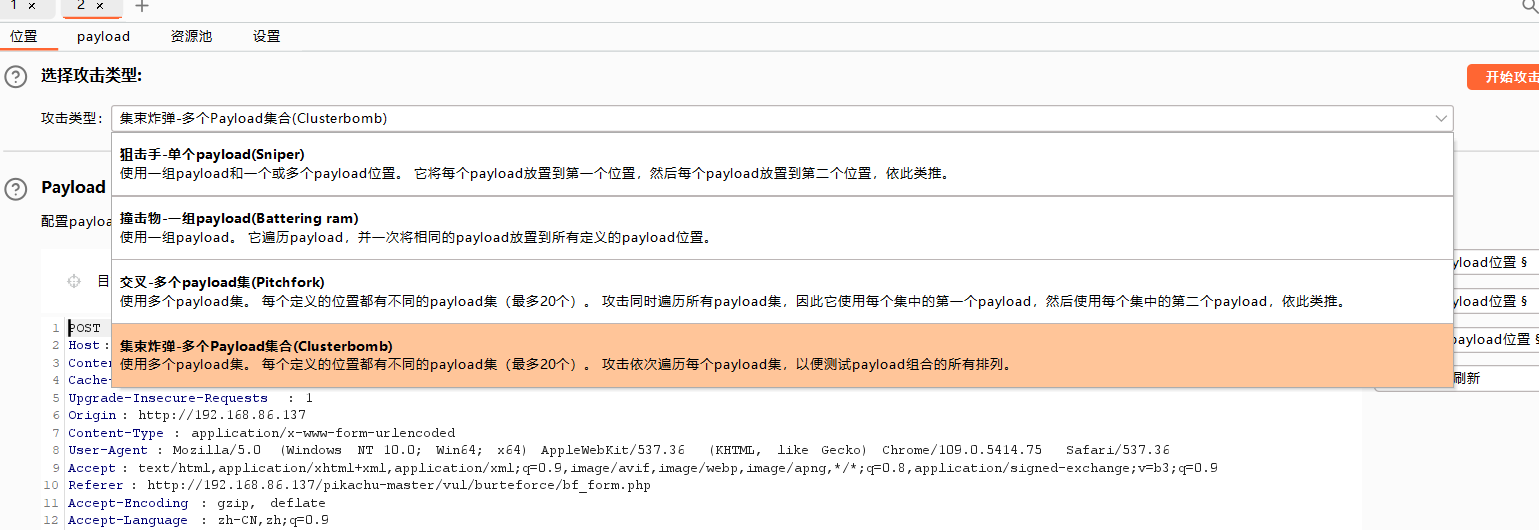 1 × 2 × +
位置 payload 资源池 设置
? 选择攻击类型: 开始攻击
攻击类型: 集束炸弹-多个Payload集合(Clusterbomb)
狙击手-单个payload(Sniper)
使用一组payload和一个或多个payload位置。 它将每个payload放置到第一个位置，然后每个payload放置到第二个位置，依此类推。
? Payload
撞击物-一组payload(Battering ram)
配置payloa
使用一组payload。 它遍历payload，并一次将相同的payload放置到所有定义的payload位置。
yload位置 §
目
交叉-多个payload集(Pitchfork)
使用多个payload集。 每个定义的位置都有不同的payload集（最多20个）。 攻击同时遍历所有payload集，因此它使用每个集中的第一个payload，然后使用每个集中的第二个payload，依此类推。
yload位置 §
集束炸弹-多个Payload集合(Clusterbomb)
payload位置 §
使用多个payload集。 每个定义的位置都有不同的payload集（最多20个）。 攻击依次遍历每个payload集，以便测试payload组合的所有排列。
刷新
1 POST
2 Host:
3 Conten
4 Cache-
5 Upgrade-Insecure-Requests : 1
6 Origin : http://192.168.86.137
7 Content-Type : application/x-www-form-urlencoded
8 User-Agent : Mozilla/5.0 (Windows NT 10.0; Win64; x64) AppleWebKit/537.36 (KHTML, like Gecko) Chrome/109.0.5414.75 Safari/537.36
9 Accept : text/html,application/xhtml+xml,application/xml;q=0.9,image/avif,image/webp,image/apng,*/*;q=0.8,application/signed-exchange;v=b3;q=0.9
10 Referer : http://192.168.86.137/pikachu-master/vul/burteforce/bf_form.php
11 Accept-Encoding : gzip, deflate
12 Accept-Language : zh-CN,zh;q=0.9